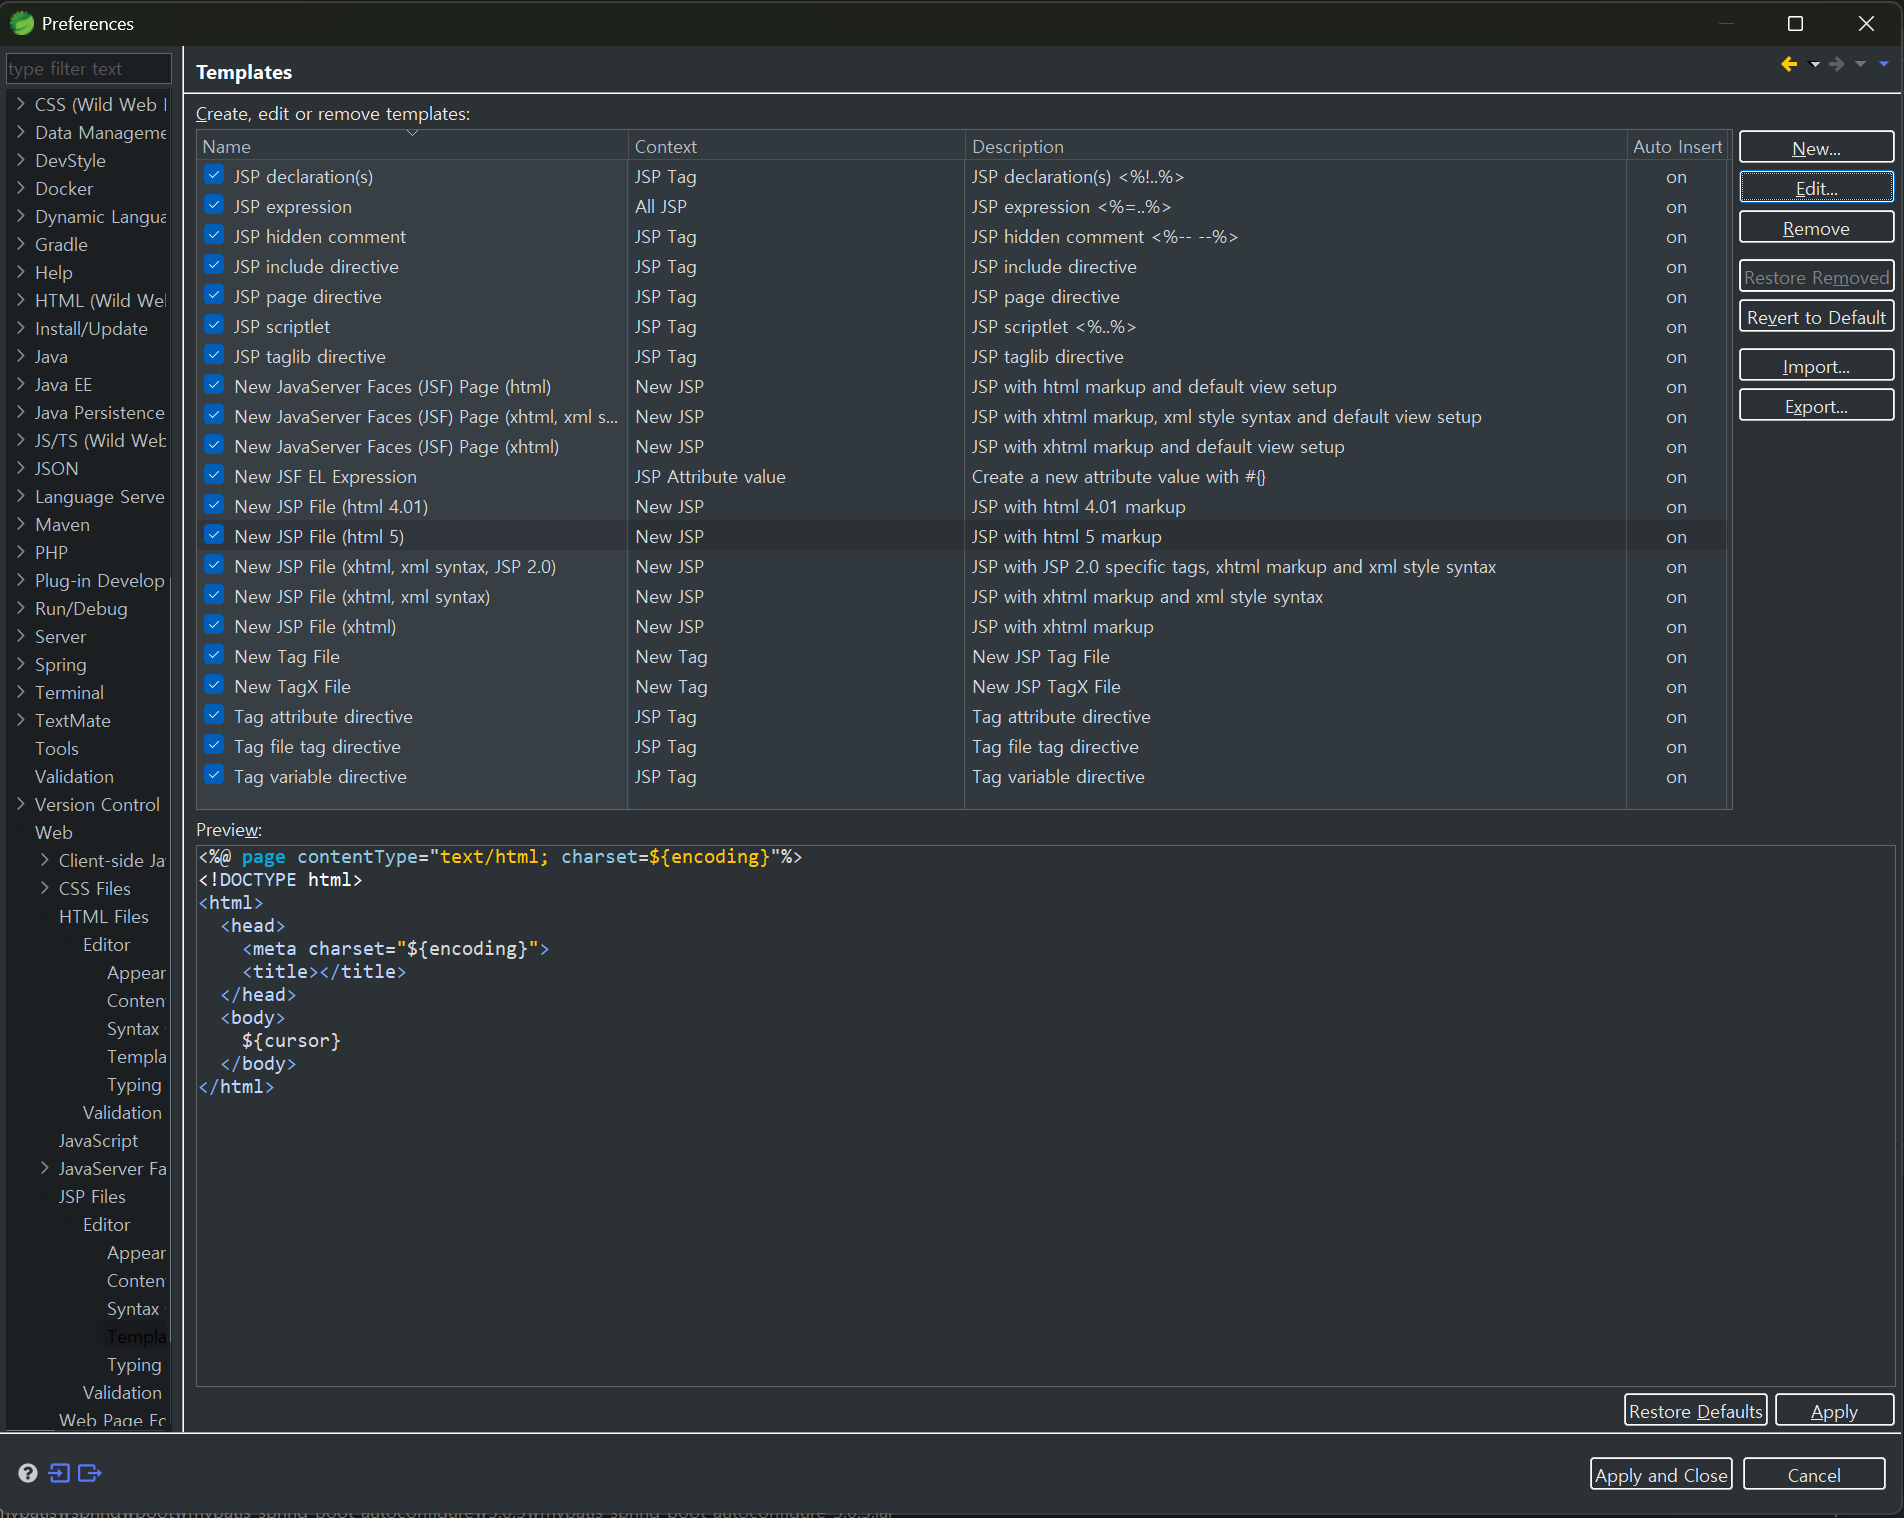 Preferences
type filter text
CSS (Wild Web
Data Manageme
DevStyle
Docker
Dynamic Langua
Gradle
Help
HTML (Wild Wel
Install/Update
Java
Java EE
Java Persistence
JS/TS (Wild Web
JSON
Language Serve
Maven
PHP
Plug-in Develop
Run/Debug
Server
Spring
Terminal
TextMate
Tools
Validation
Version Control
Web
Client-side Ja
CSS Files
HTML Files
Editor
Appear
Conten
Syntax
Templa
Typing
Validation
JavaScript
JavaServer Fa
JSP Files
Editor
Appear
Conten
Syntax
Templa
Typing
Validation
Web Page Fo
Templates
Create, edit or remove templates:
Name Context Description Auto Insert
JSP declaration(s) JSP Tag JSP declaration(s) <%!..%> on
JSP expression All JSP JSP expression <%=..%> on
JSP hidden comment JSP Tag JSP hidden comment <%-- --%> on
JSP include directive JSP Tag JSP include directive on
JSP page directive JSP Tag JSP page directive on
JSP scriptlet JSP Tag JSP scriptlet <%..%> on
JSP taglib directive JSP Tag JSP taglib directive on
New JavaServer Faces (JSF) Page (html) New JSP JSP with html markup and default view setup on
New JavaServer Faces (JSF) Page (xhtml, xml s... New JSP JSP with xhtml markup, xml style syntax and default view setup on
New JavaServer Faces (JSF) Page (xhtml) New JSP JSP with xhtml markup and default view setup on
New JSF EL Expression JSP Attribute value Create a new attribute value with #{} on
New JSP File (html 4.01) New JSP JSP with html 4.01 markup on
New JSP File (html 5) New JSP JSP with html 5 markup on
New JSP File (xhtml, xml syntax, JSP 2.0) New JSP JSP with JSP 2.0 specific tags, xhtml markup and xml style syntax on
New JSP File (xhtml, xml syntax) New JSP JSP with xhtml markup and xml style syntax on
New JSP File (xhtml) New JSP JSP with xhtml markup on
New Tag File New Tag New JSP Tag File on
New TagX File New Tag New JSP TagX File on
Tag attribute directive JSP Tag Tag attribute directive on
Tag file tag directive JSP Tag Tag file tag directive on
Tag variable directive JSP Tag Tag variable directive on
New...
Edit...
Remove
Restore Removed
Revert to Default
Import...
Export...
Preview:
<%@ page contentType="text/html; charset=${encoding}"%>
<!DOCTYPE html>
<html>
<head>
<meta charset="${encoding}">
<title></title>
</head>
<body>
${cursor}
</body>
</html>
Restore Defaults Apply
Apply and Close Cancel